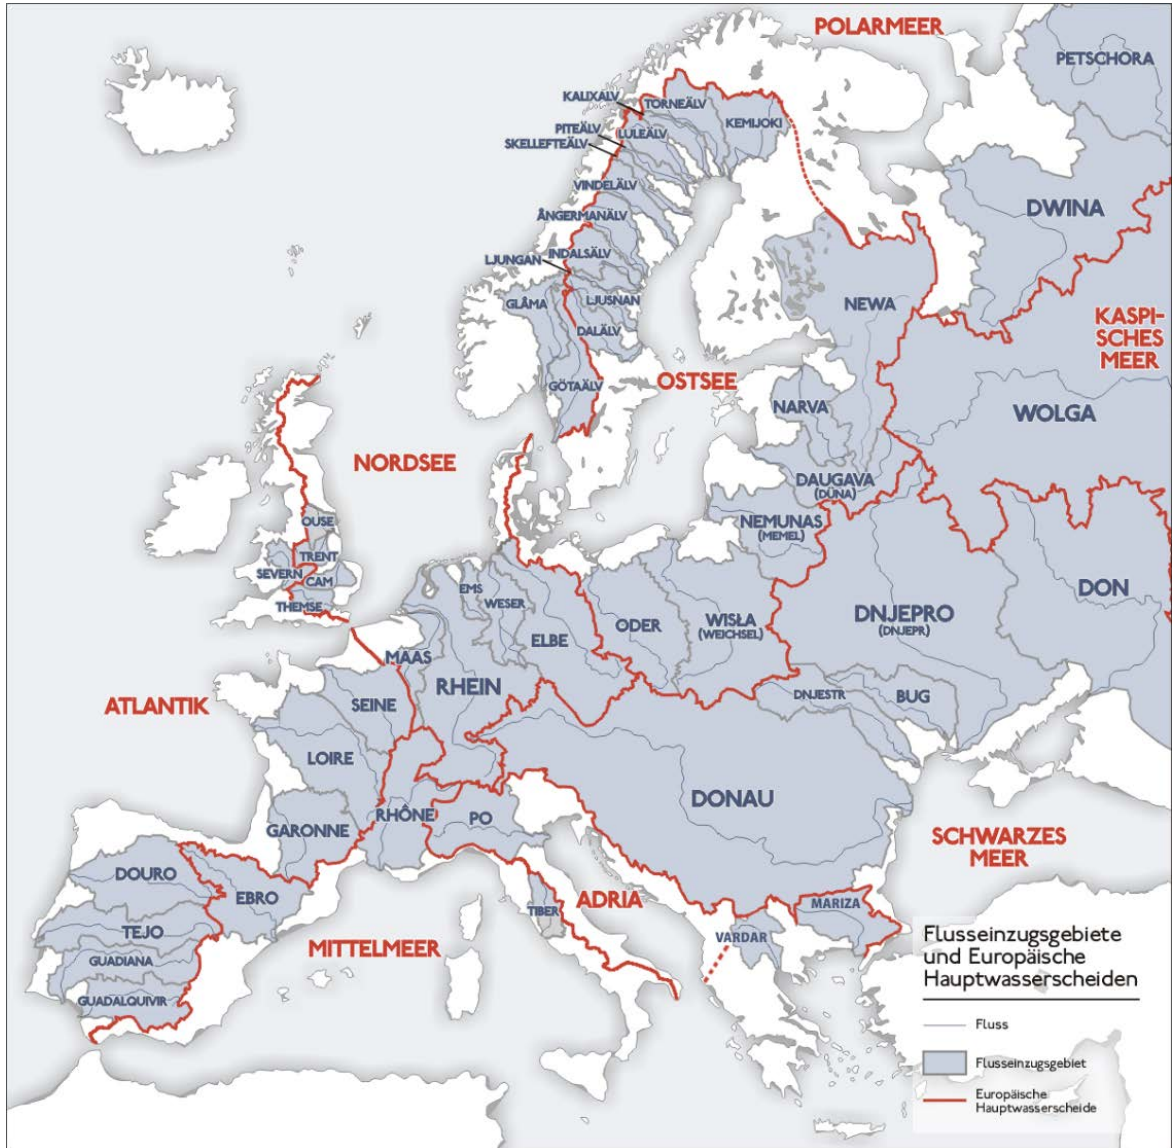 POLARMEER
PETSCHORA
KALIXÄLV
TORNEÄLV
KEMIJOKI
PITEÄLV
LULEÄLV
SKELLEFTEÄLV
VINDELÄLV
DWINA
ÅNGERMANÄLV
INDALSÄLV
LJUNGAN
GLÅMA
LJUSNAN
NEWA
DALÄLV
KASPI-
SCHES
MEER
GÖTAÄLV
OSTSEE
NARVA
WOLGA
NORDSEE
DAUGAVA
(DÜNA)
OUSE
NEMUNAS
(MEMEL)
TRENT
SEVERN
CAM
EMS
WESER
DON
THEMSE
DNJEPRO
(DNJEPR)
ODER
WISŁA
(WEICHSEL)
ELBE
MAAS
RHEIN
DNJESTR
BUG
ATLANTIK
SEINE
LOIRE
DONAU
RHÔNE
PO
GARONNE
SCHWARZES
MEER
DOURO
EBRO
ADRIA
MARIZA
TIBER
TEJO
MITTELMEER
VARDAR
GUADIANA
GUADALQUIVIR
Flusseinzugsgebiete
und Europäische
Hauptwasserscheiden
Fluss
Flusseinzugsgebiet
Europäische
Hauptwasserscheide